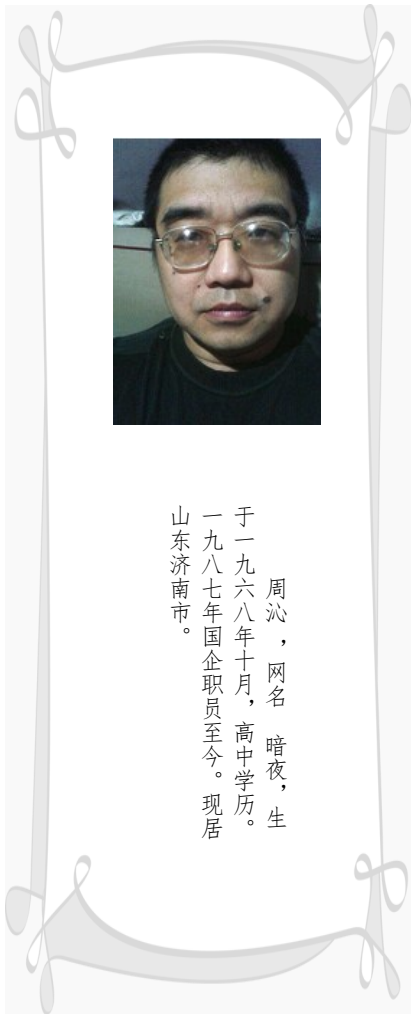 周沁，网名 暗夜，生
于一九六八年十月，高中学历。
一九八七年国企职员至今。现居
山东济南市。